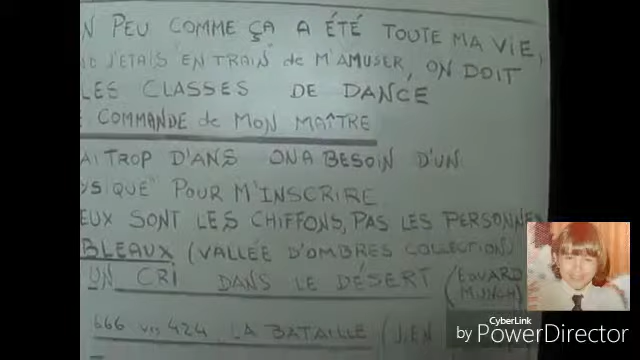 N PEU COMME ÇA A ÉTÉ TOUTE MA VIE,
J'ETAIS "EN TRAIN" de M'AMUSER, ON DOIT
LES CLASSES DE DANCE
COMMANDE de MON MAÎTRE
AI TROP D'ANS ON A BESOIN D'UN
SIQUE" POUR M'INSCRIRE
EUX SONT LES CHIFFONS, PAS LES PERSONNES
BLEAUX (VALLÉE D'OMBRES COLLECTION)
UN CRI DANS LE DÉSERT (EDVARD
MUNCH)
666 vs 424 LA BATAILLE (J'EN
CyberLink
by PowerDirector